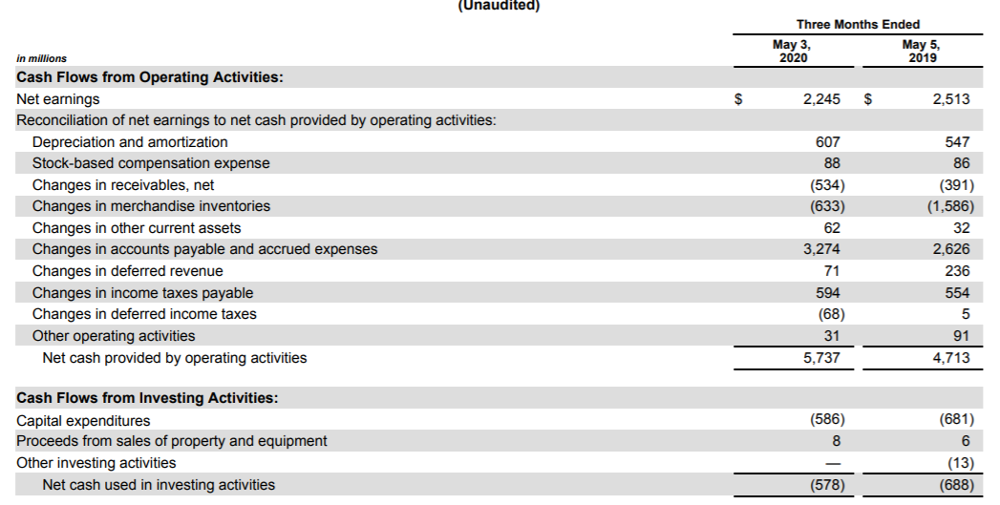 (Unaudited)
Three Months Ended
in millions May 3, 2020 May 5, 2019
Cash Flows from Operating Activities:
Net earnings $ 2,245 $ 2,513
Reconciliation of net earnings to net cash provided by operating activities:
Depreciation and amortization 607 547
Stock-based compensation expense 88 86
Changes in receivables, net (534) (391)
Changes in merchandise inventories (633) (1,586)
Changes in other current assets 62 32
Changes in accounts payable and accrued expenses 3,274 2,626
Changes in deferred revenue 71 236
Changes in income taxes payable 594 554
Changes in deferred income taxes (68) 5
Other operating activities 31 91
Net cash provided by operating activities 5,737 4,713
Cash Flows from Investing Activities:
Capital expenditures (586) (681)
Proceeds from sales of property and equipment 8 6
Other investing activities — (13)
Net cash used in investing activities (578) (688)